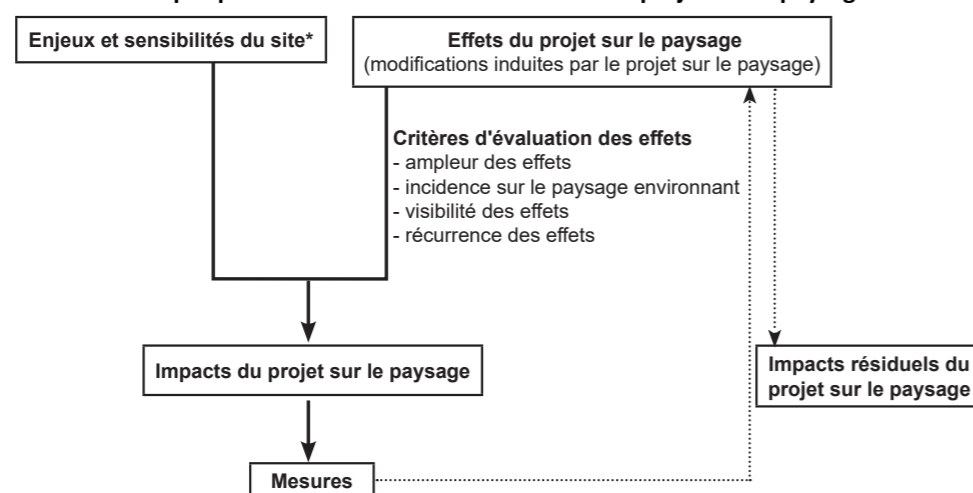 Enjeux et sensibilités du site*
Effets du projet sur le paysage
(modifications induites par le projet sur le paysage)
Critères d'évaluation des effets
- ampleur des effets
- incidence sur le paysage environnant
- visibilité des effets
- récurrence des effets
Impacts du projet sur le paysage
Impacts résiduels du
projet sur le paysage
Mesures